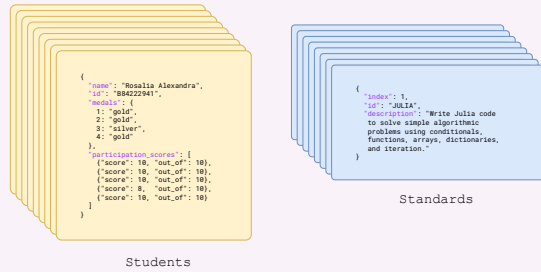 {
  "name": "Rosalia Alexandra",
  "id": "B84222941",
  "medals": {
    1: "gold",
    2: "gold",
    3: "silver",
    4: "gold"
  },
  "participation_scores": [
    {"score": 10, "out_of": 10},
    {"score": 10, "out_of": 10},
    {"score": 10, "out_of": 10},
    {"score": 8,  "out_of": 10},
    {"score": 10, "out_of": 10}
  ]
}
Students
{
  "index": 1,
  "id": "JULIA",
  "description": "Write Julia code
    to solve simple algorithmic
    problems using conditionals,
    functions, arrays, dictionaries,
    and iteration."
}
Standards